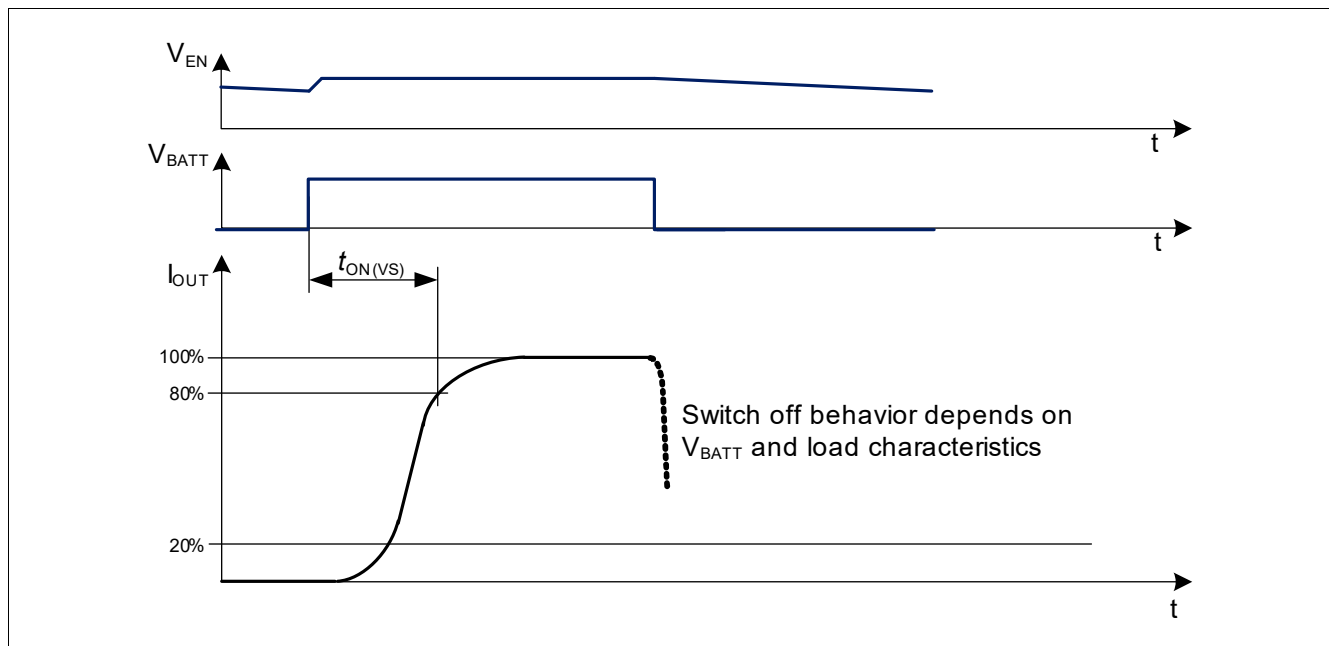 VEN
t
VBATT
t
IOUT
tON(VS)
100%
80%
Switch off behavior depends on
VBATT and load characteristics
20%
t